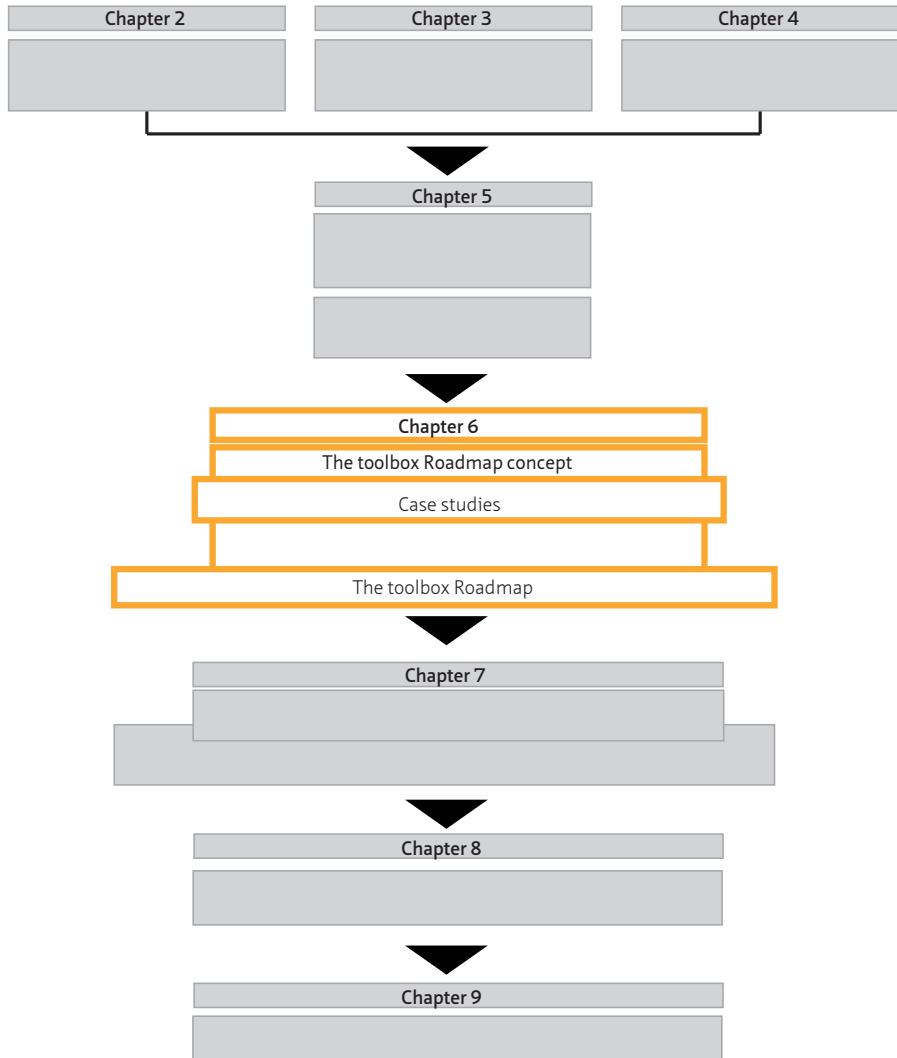 Chapter 2
Chapter 3
Chapter 4
Chapter 5
Chapter 6
The toolbox Roadmap concept
Case studies
The toolbox Roadmap
Chapter 7
Chapter 8
Chapter 9